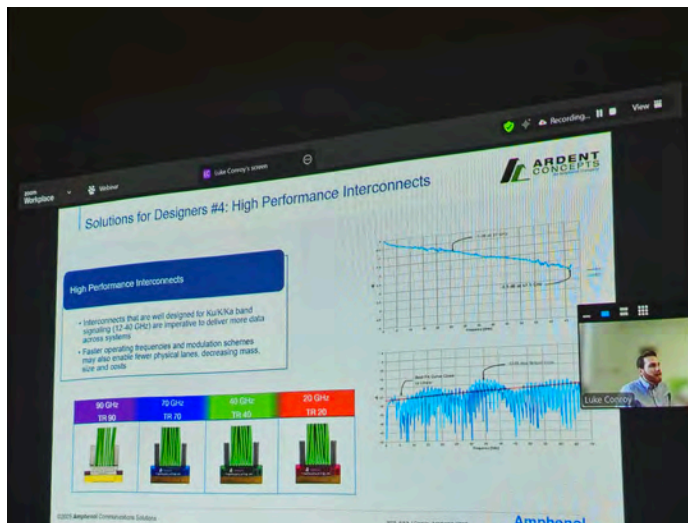 zoom
Workplace
Webinar
LC Luke Conroy's screen
Recording...
View
Solutions for Designers #4: High Performance Interconnects
ARDENT
CONCEPTS
High Performance Interconnects
• Interconnects that are well designed for Ku/K/Ka band
signaling (12-40 GHz) are imperative to deliver more data
across systems
• Faster operating frequencies and modulation schemes
may also enable fewer physical lanes, decreasing mass,
size and costs
90 GHz
TR 90
70 GHz
TR 70
40 GHz
TR 40
20 GHz
TR 20
Luke Conroy
©2025 Amphenol Communications Solutions
Amphenol